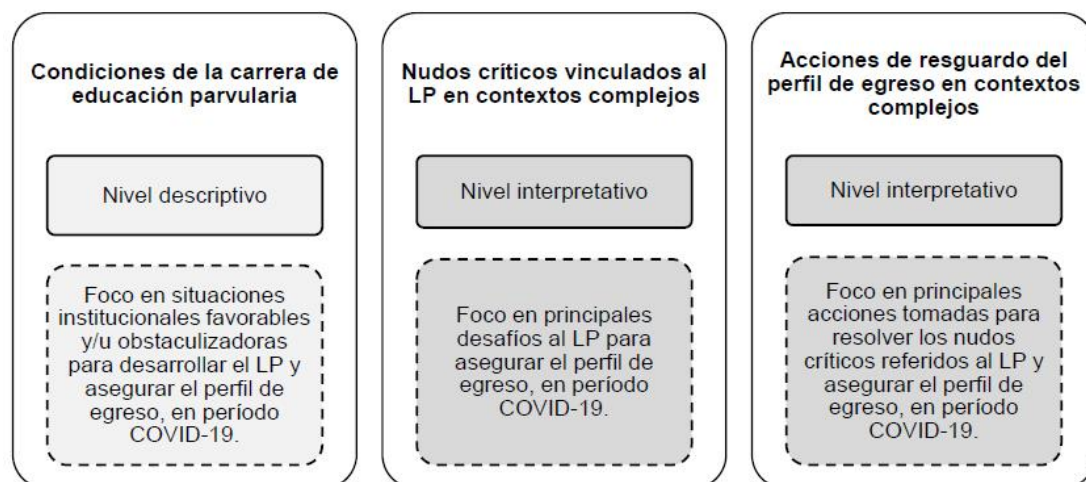 Condiciones de la carrera de
educación parvularia
Nivel descriptivo
Foco en situaciones
institucionales favorables
y/u obstaculizadoras
para desarrollar el LP y
asegurar el perfil de
egreso, en período
COVID-19.
Nudos críticos vinculados al
LP en contextos complejos
Nivel interpretativo
Foco en principales
desafíos al LP para
asegurar el perfil de
egreso, en período
COVID-19.
Acciones de resguardo del
perfil de egreso en contextos
complejos
Nivel interpretativo
Foco en principales
acciones tomadas para
resolver los nudos
críticos referidos al LP y
asegurar el perfil de
egreso, en período
COVID-19.